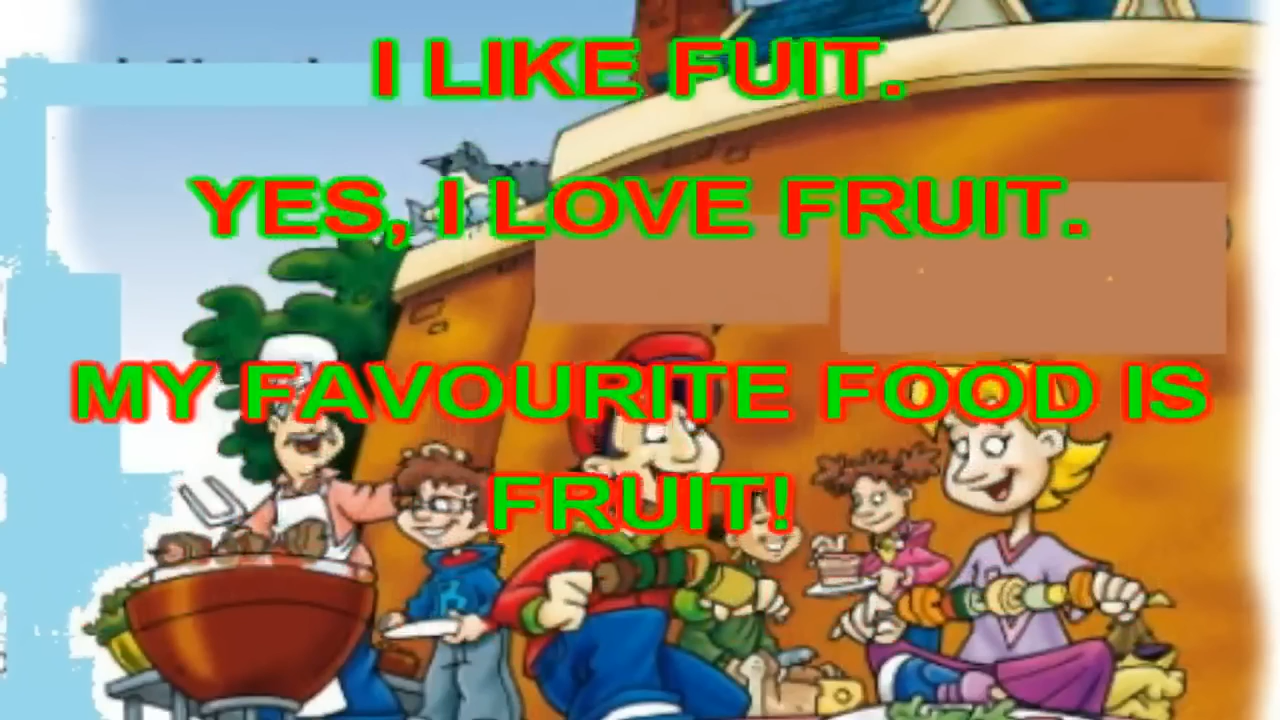 I LIKE FUIT.
YES, I LOVE FRUIT.
MY FAVOURITE FOOD IS
FRUIT!